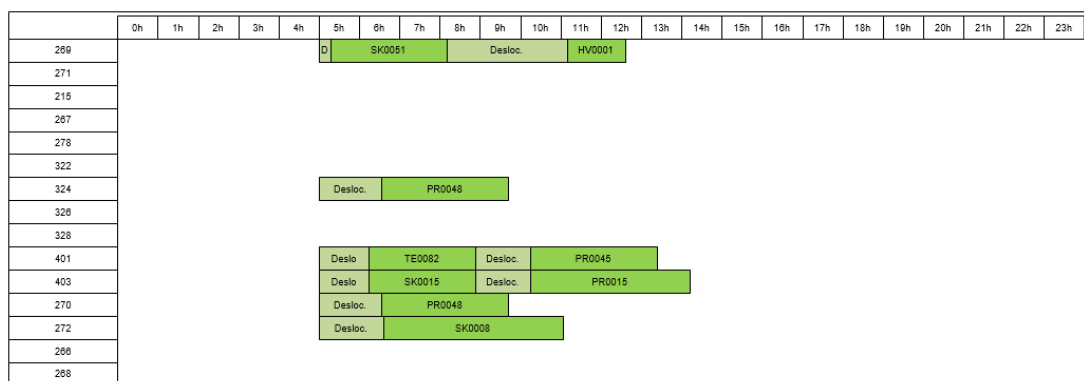 0h 1h 2h 3h 4h 5h 6h 7h 8h 9h 10h 11h 12h 13h 14h 15h 16h 17h 18h 19h 20h 21h 22h 23h
269 D SK0051 Desloc. HV0001
271
215
267
278
322
324 Desloc. PR0048
326
328
401 Deslo TE0082 Desloc. PR0045
403 Deslo SK0015 Desloc. PR0015
270 Desloc. PR0048
272 Desloc. SK0008
266
268